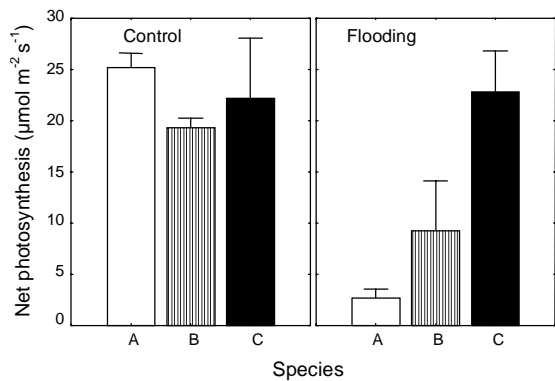 Net photosynthesis (µmol m⁻² s⁻¹)
30
25
20
15
10
5
0
Control
Flooding
A B C A B C
Species